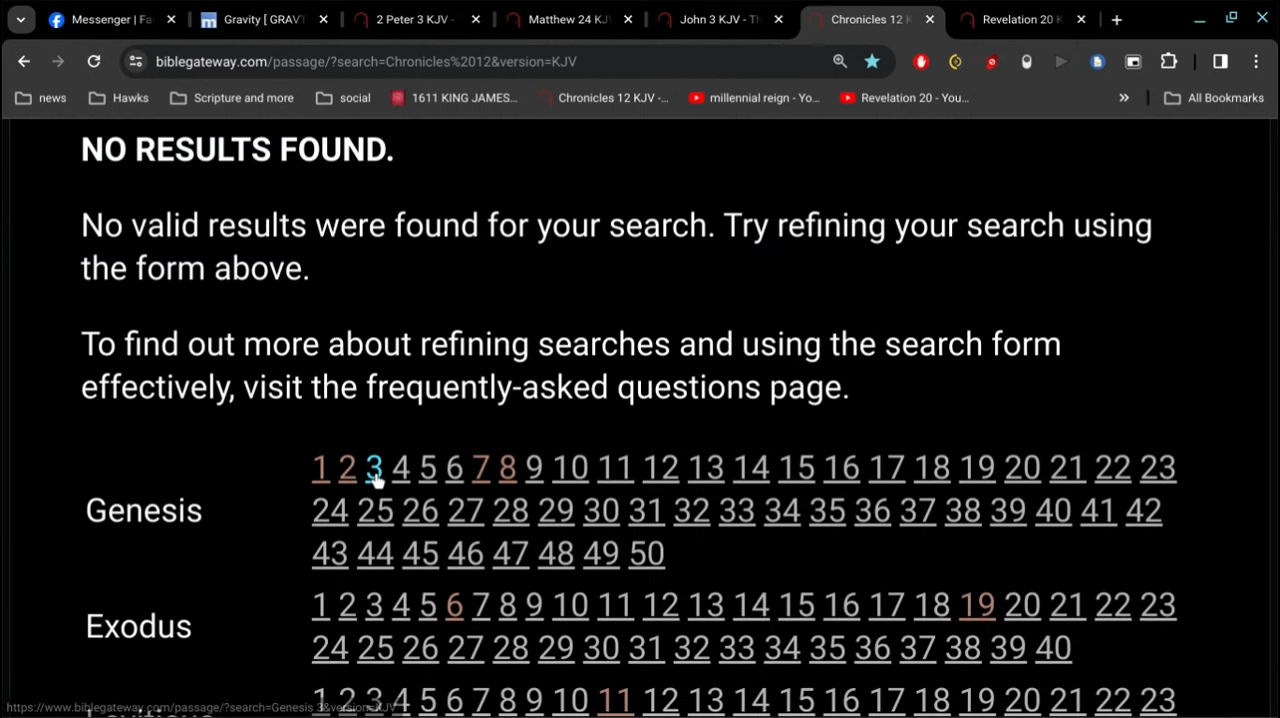 Messenger | Fa
Gravity [ GRAV'
2 Peter 3 KJV -
Matthew 24 KJ
John 3 KJV - Th
Chronicles 12 K
Revelation 20 K
biblegateway.com/passage/?search=Chronicles%2012&version=KJV
news
Hawks
Scripture and more
social
1611 KING JAMES...
Chronicles 12 KJV -...
millennial reign - Yo...
Revelation 20 - You...
All Bookmarks
NO RESULTS FOUND.
No valid results were found for your search. Try refining your search using
the form above.
To find out more about refining searches and using the search form
effectively, visit the frequently-asked questions page.
1 2 3 4 5 6 7 8 9 10 11 12 13 14 15 16 17 18 19 20 21 22 23
Genesis 24 25 26 27 28 29 30 31 32 33 34 35 36 37 38 39 40 41 42
43 44 45 46 47 48 49 50
1 2 3 4 5 6 7 8 9 10 11 12 13 14 15 16 17 18 19 20 21 22 23
Exodus
24 25 26 27 28 29 30 31 32 33 34 35 36 37 38 39 40
1 2 3 4 5 6 7 8 9 10 11 12 13 14 15 16 17 18 19 20 21 22 23
Leviticus
https://www.biblegateway.com/passage/?search=Genesis 3&version=KJV